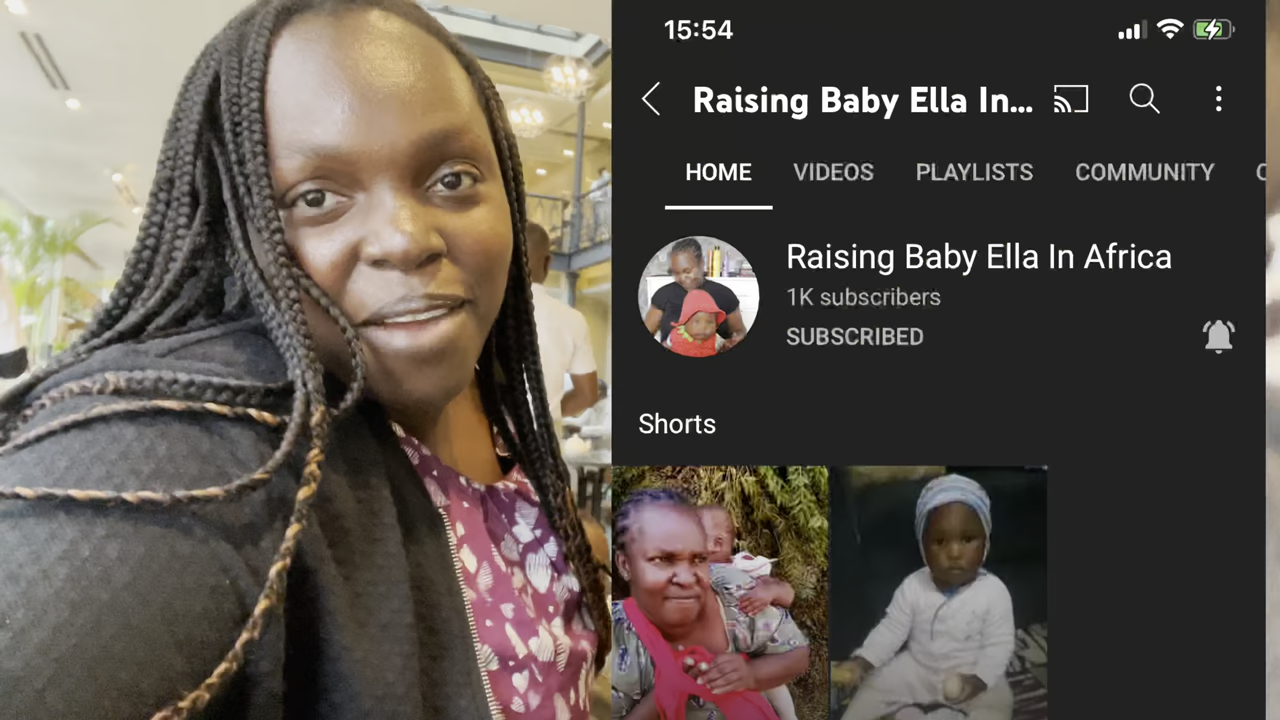 15:54
Raising Baby Ella In...
HOME VIDEOS PLAYLISTS COMMUNITY
Raising Baby Ella In Africa
1K subscribers
SUBSCRIBED
Shorts